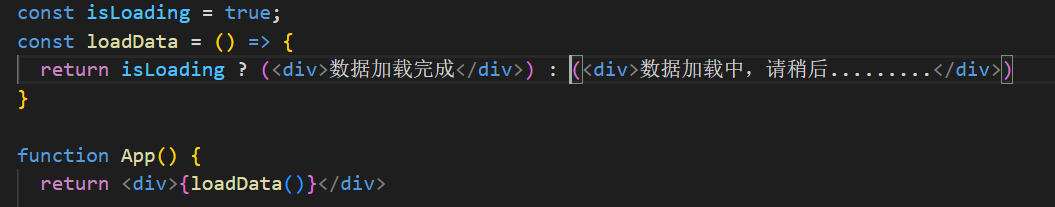 const isLoading = true;
const loadData = () => {
  return isLoading ? (<div>数据加载完成</div>) : (<div>数据加载中，请稍后.........</div>)
}

function App() {
  return <div>{loadData()}</div>